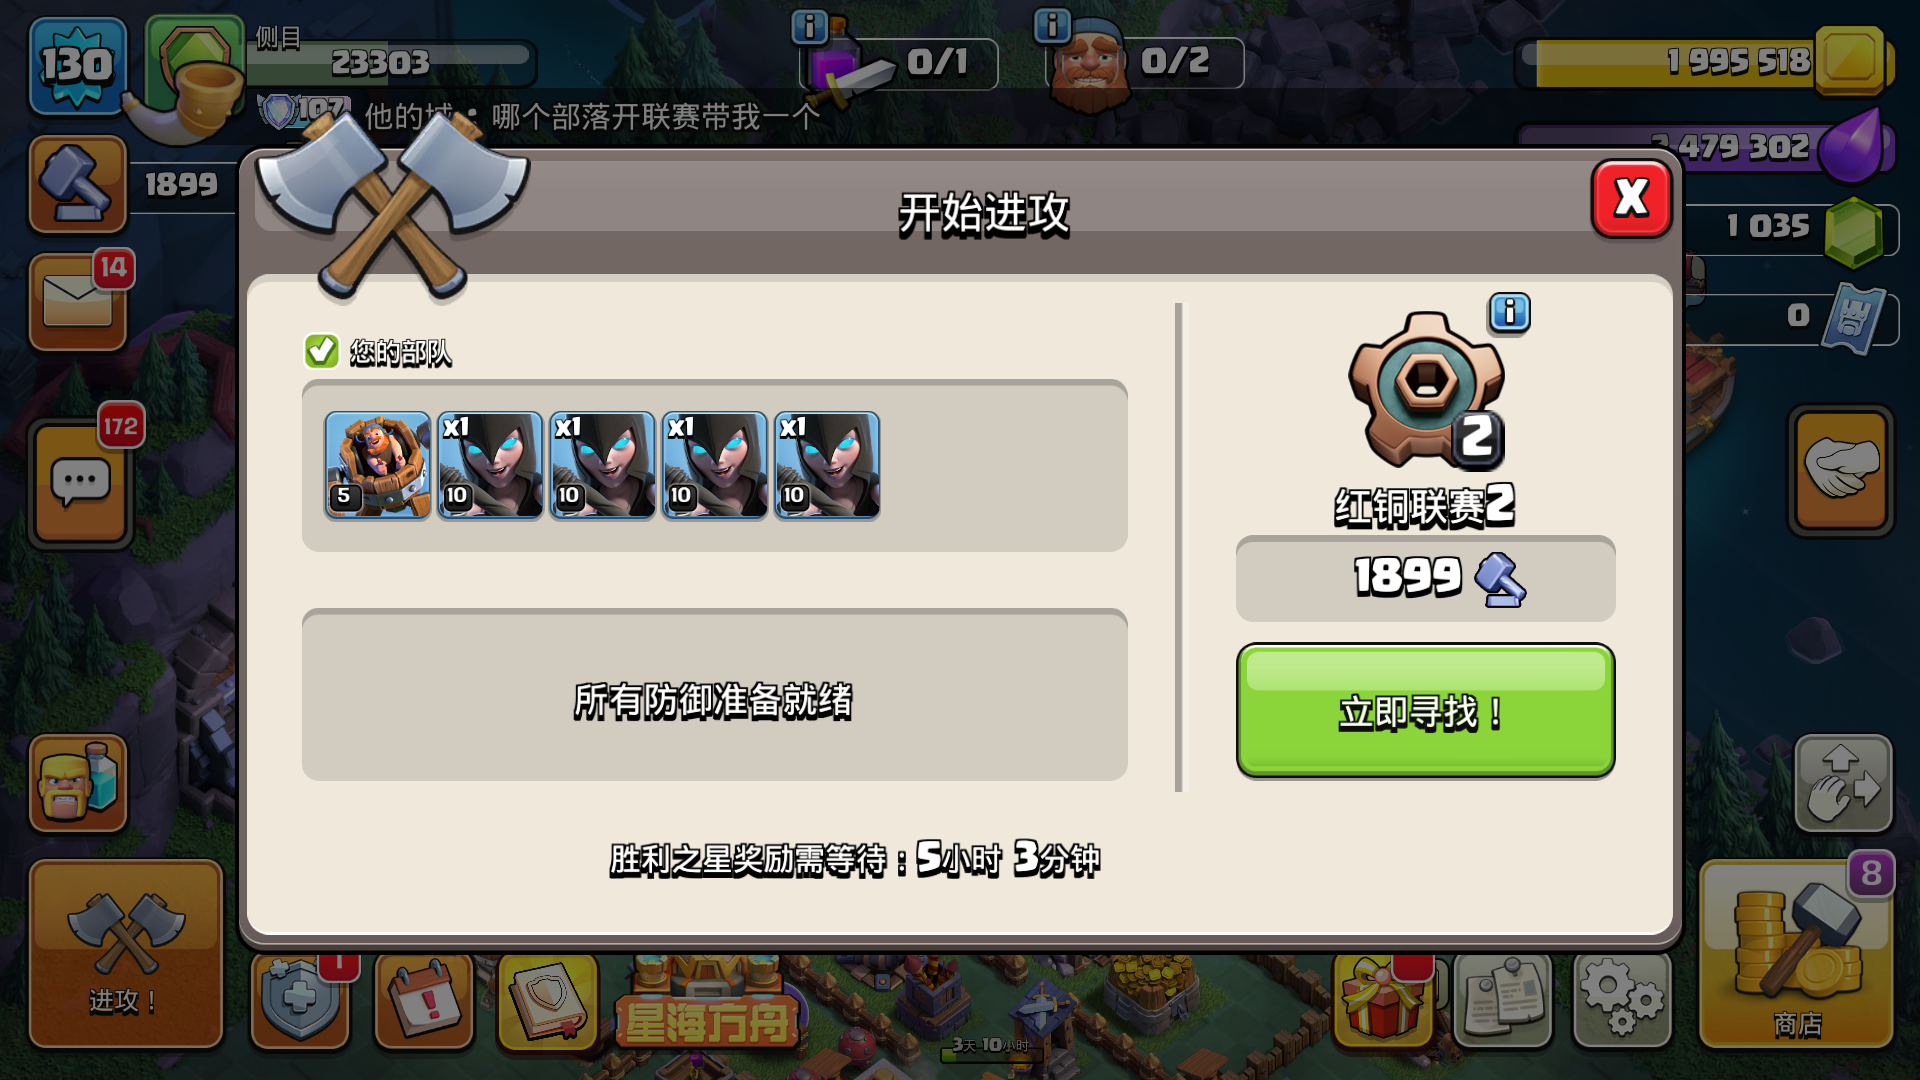 130
侧目
23303
0/1
0/2
1 995 518
107
他的城：哪个部落开联赛带我一个
479 302
1899
开始进攻
X
1 035
14
0
您的部队
172
5
x1
10
x1
10
x1
10
x1
10
2
红铜联赛2
1899
所有防御准备就绪
立即寻找！
胜利之星奖励需等待：5小时 3分钟
8
进攻！
1
星海方舟
3天 10小时
商店